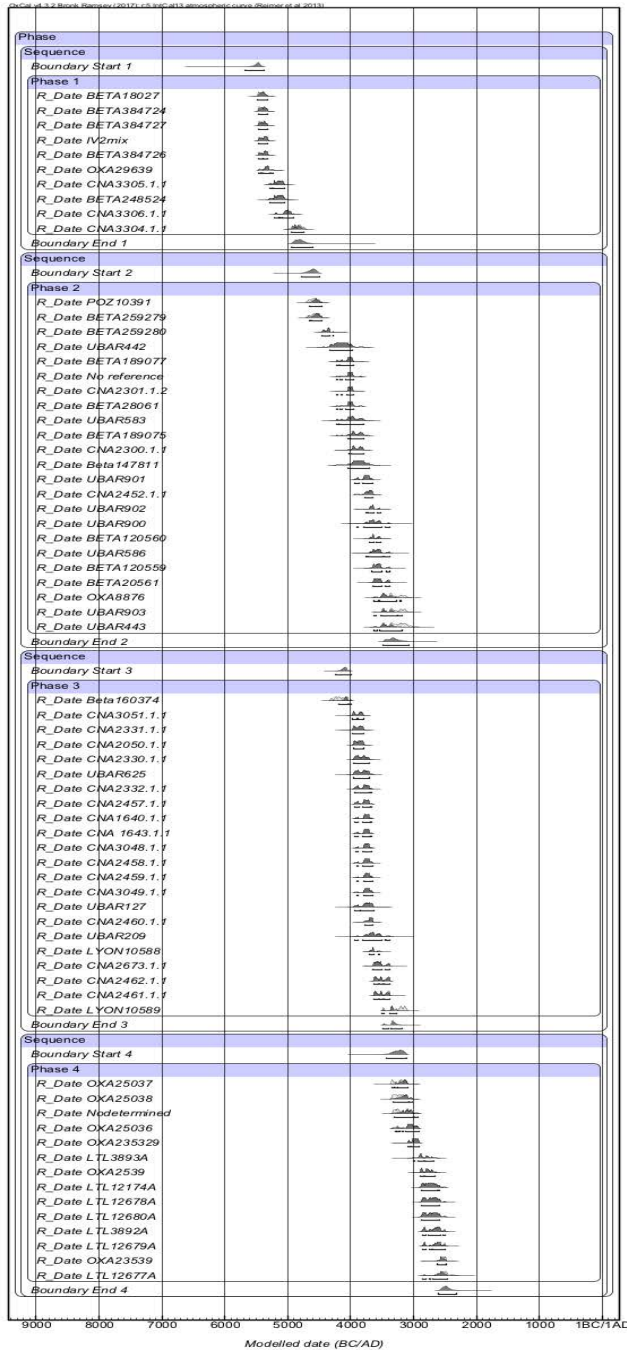 OxCal v4.3.2 Bronk Ramsey (2017); r:5 IntCal13 atmospheric curve (Reimer et al 2013)
Phase
Sequence
Boundary Start 1
Phase 1
R_Date BETA18027
R_Date BETA384724
R_Date BETA384727
R_Date IV2mix
R_Date BETA384726
R_Date OXA29639
R_Date CNA3305.1.1
R_Date BETA248524
R_Date CNA3306.1.1
R_Date CNA3304.1.1
Boundary End 1
Sequence
Boundary Start 2
Phase 2
R_Date POZ10391
R_Date BETA259279
R_Date BETA259280
R_Date UBAR442
R_Date BETA189077
R_Date No reference
R_Date CNA2301.1.2
R_Date BETA28061
R_Date UBAR583
R_Date BETA189075
R_Date CNA2300.1.1
R_Date Beta147811
R_Date UBAR901
R_Date CNA2452.1.1
R_Date UBAR902
R_Date UBAR900
R_Date BETA120560
R_Date UBAR586
R_Date BETA120559
R_Date BETA20561
R_Date OXA8876
R_Date UBAR903
R_Date UBAR443
Boundary End 2
Sequence
Boundary Start 3
Phase 3
R_Date Beta160374
R_Date CNA3051.1.1
R_Date CNA2331.1.1
R_Date CNA2050.1.1
R_Date CNA2330.1.1
R_Date UBAR625
R_Date CNA2332.1.1
R_Date CNA2457.1.1
R_Date CNA1640.1.1
R_Date CNA 1643.1.1
R_Date CNA3048.1.1
R_Date CNA2458.1.1
R_Date CNA2459.1.1
R_Date CNA3049.1.1
R_Date UBAR127
R_Date CNA2460.1.1
R_Date UBAR209
R_Date LYON10588
R_Date CNA2673.1.1
R_Date CNA2462.1.1
R_Date CNA2461.1.1
R_Date LYON10589
Boundary End 3
Sequence
Boundary Start 4
Phase 4
R_Date OXA25037
R_Date OXA25038
R_Date Nodetermined
R_Date OXA25036
R_Date OXA235329
R_Date LTL3893A
R_Date OXA2539
R_Date LTL12174A
R_Date LTL12678A
R_Date LTL12680A
R_Date LTL3892A
R_Date LTL12679A
R_Date OXA23539
R_Date LTL12677A
Boundary End 4
9000 7000 6000 5000 4000 3000 2000 1000 1BC/1AD
Modelled date (BC/AD)